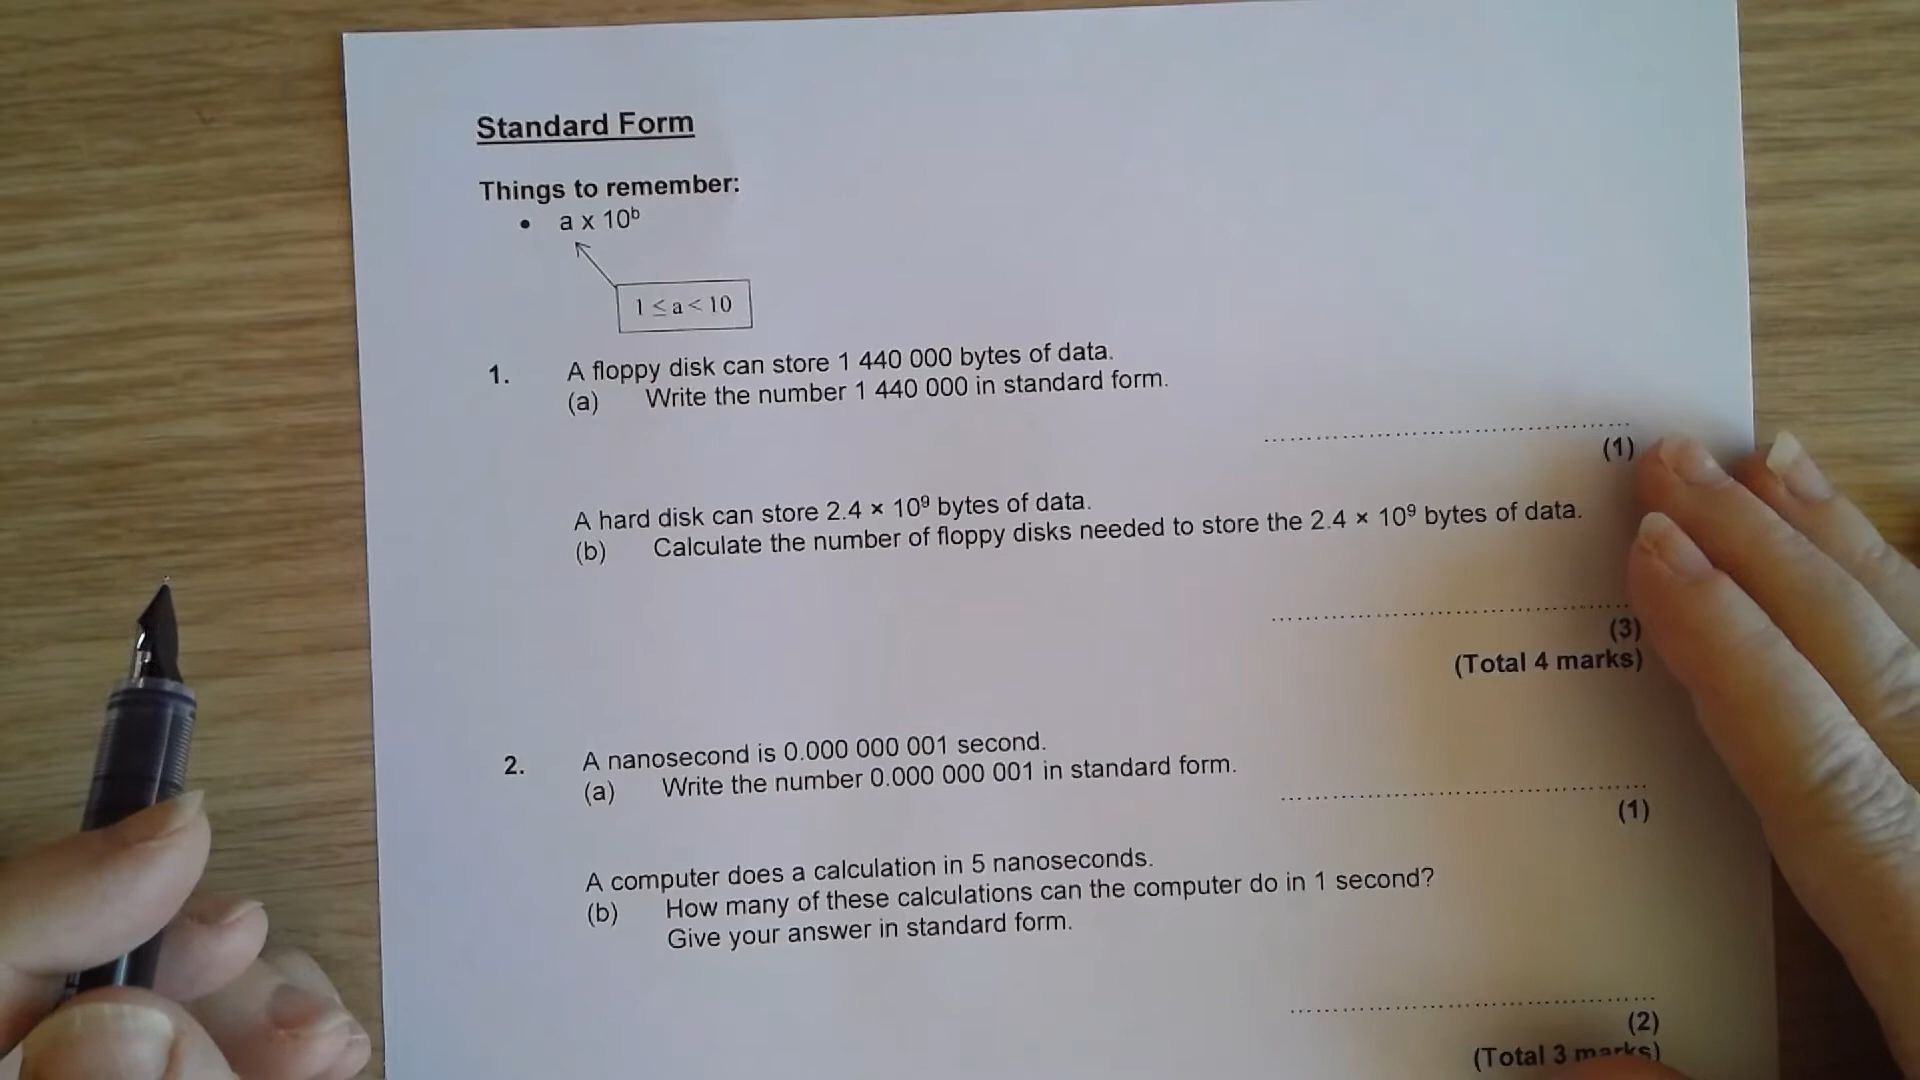 Standard Form
Things to remember:
• a x 10ᵇ
1 ≤ a < 10
1. A floppy disk can store 1 440 000 bytes of data.
(a) Write the number 1 440 000 in standard form.
..........................................
(1)
A hard disk can store 2.4 × 10⁹ bytes of data.
(b) Calculate the number of floppy disks needed to store the 2.4 × 10⁹ bytes of data.
..........................................
(3)
(Total 4 marks)
2. A nanosecond is 0.000 000 001 second.
(a) Write the number 0.000 000 001 in standard form.
..........................................
(1)
A computer does a calculation in 5 nanoseconds.
(b) How many of these calculations can the computer do in 1 second?
Give your answer in standard form.
..........................................
(2)
(Total 3 marks)